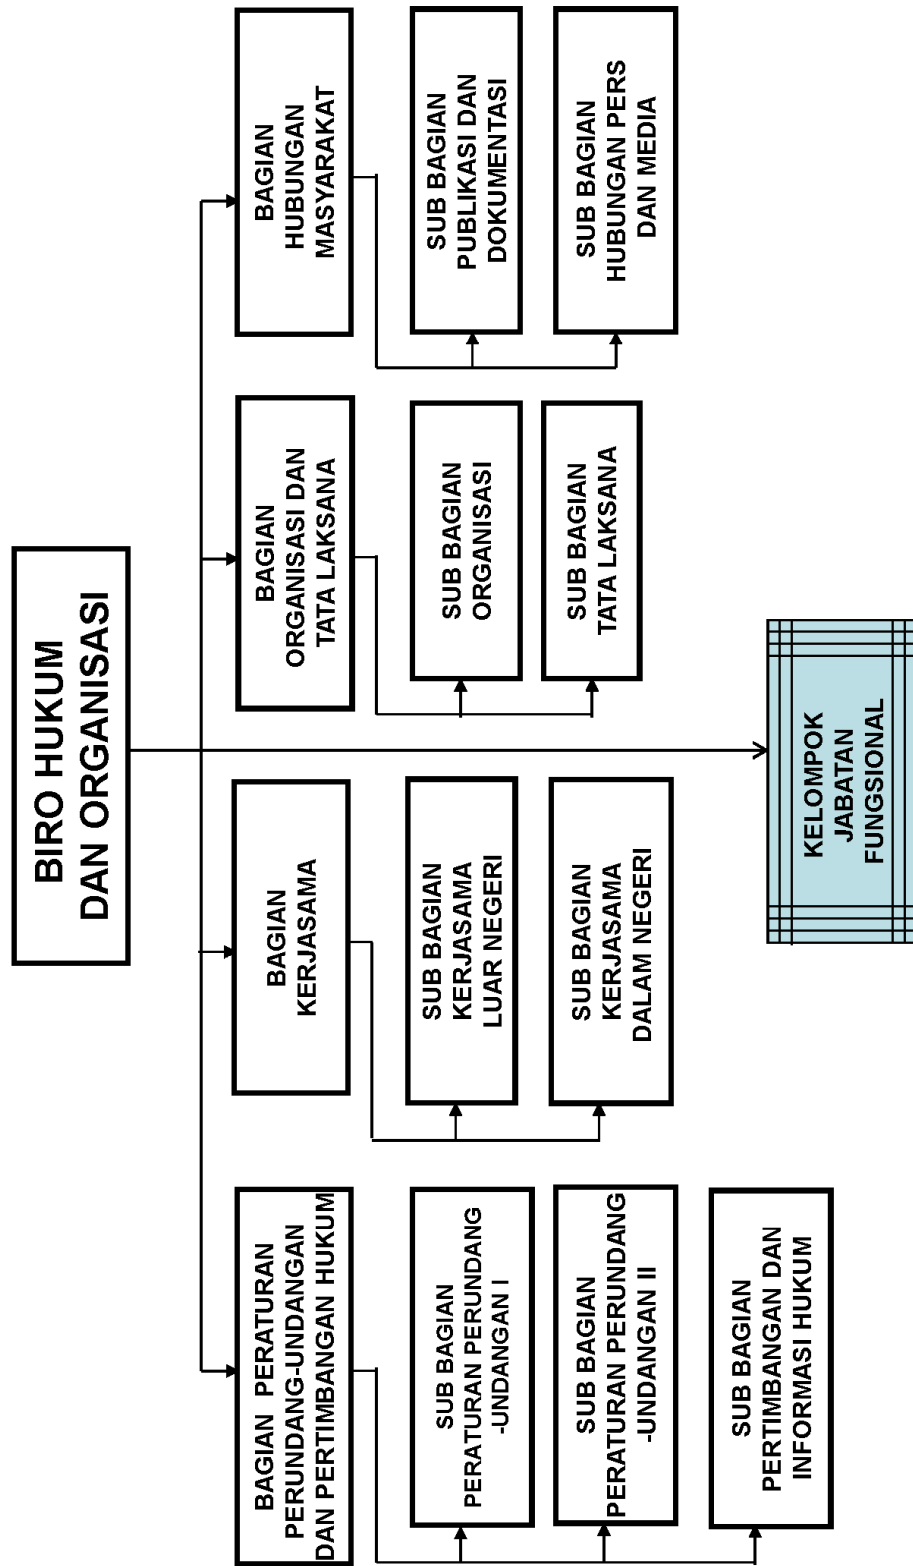 BIRO HUKUM
DAN ORGANISASI
BAGIAN PERATURAN
PERUNDANG-UNDANGAN
DAN PERTIMBANGAN HUKUM
BAGIAN
KERJASAMA
BAGIAN
ORGANISASI DAN
TATA LAKSANA
BAGIAN
HUBUNGAN
MASYARAKAT
SUB BAGIAN
PERATURAN PERUNDANG
-UNDANGAN I
SUB BAGIAN
KERJASAMA
LUAR NEGERI
SUB BAGIAN
ORGANISASI
SUB BAGIAN
PUBLIKASI DAN
DOKUMENTASI
SUB BAGIAN
PERATURAN PERUNDANG
-UNDANGAN II
SUB BAGIAN
KERJASAMA
DALAM NEGERI
SUB BAGIAN
TATA LAKSANA
SUB BAGIAN
HUBUNGAN PERS
DAN MEDIA
SUB BAGIAN
PERTIMBANGAN DAN
INFORMASI HUKUM
KELOMPOK
JABATAN
FUNGSIONAL